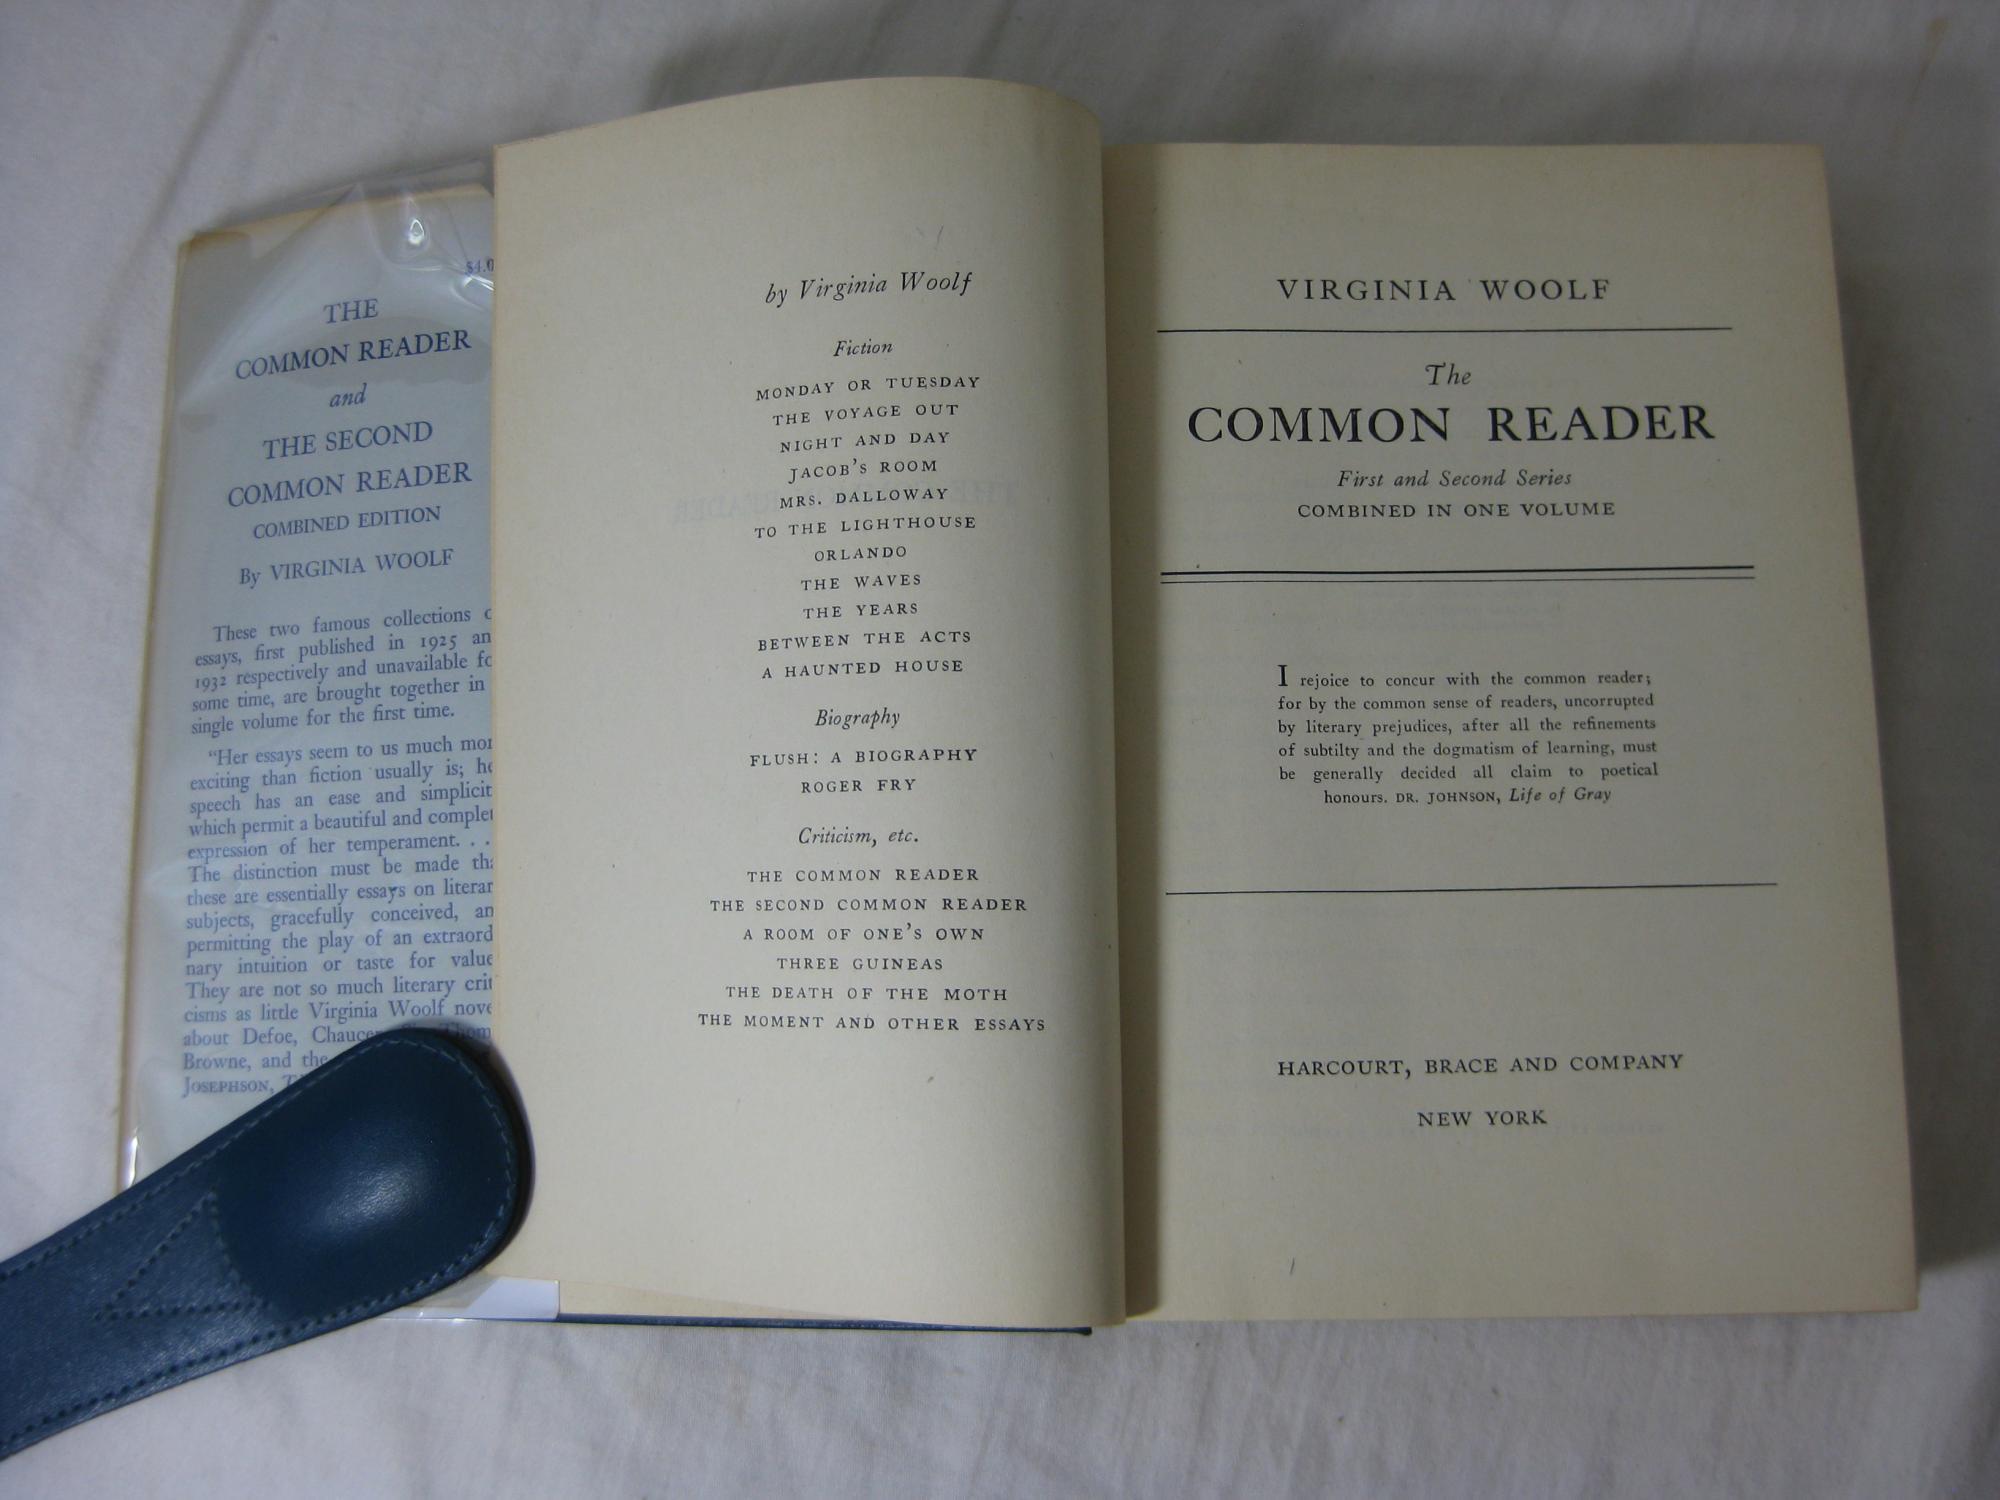 $4.0
THE
COMMON READER
and
THE SECOND
COMMON READER
COMBINED EDITION
By VIRGINIA WOOLF
These two famous collections
essays, first published in 1925
1932 respectively and unavailable
some time, are brought together in
single volume for the first time.
"Her essays seem to us much
exciting than fiction usually is;
speech has an ease and
which permit a beautiful and
expression of her temperament. . .
The distinction must be made
these are essentially essays on
subjects, gracefully conceived,
permitting the play of an
nary intuition or taste for
They are not so much literary
cisms as little Virginia Woolf
about Defoe,
Browne, and the
JOSEPHSON,
by Virginia Woolf
Fiction
MONDAY OR TUESDAY
THE VOYAGE OUT
NIGHT AND DAY
JACOB'S ROOM
MRS. DALLOWAY
TO THE LIGHTHOUSE
ORLANDO
THE WAVES
THE YEARS
BETWEEN THE ACTS
A HAUNTED HOUSE
Biography
FLUSH: A BIOGRAPHY
ROGER FRY
Criticism, etc.
THE COMMON READER
THE SECOND COMMON READER
A ROOM OF ONE'S OWN
THREE GUINEAS
THE DEATH OF THE MOTH
THE MOMENT AND OTHER ESSAYS
VIRGINIA WOOLF
The
COMMON READER
First and Second Series
COMBINED IN ONE VOLUME
I rejoice to concur with the common reader;
for by the common sense of readers, uncorrupted
by literary prejudices, after all the refinements
of subtilty and the dogmatism of learning, must
be generally decided all claim to poetical
honours. DR. JOHNSON, Life of Gray
HARCOURT, BRACE AND COMPANY
NEW YORK